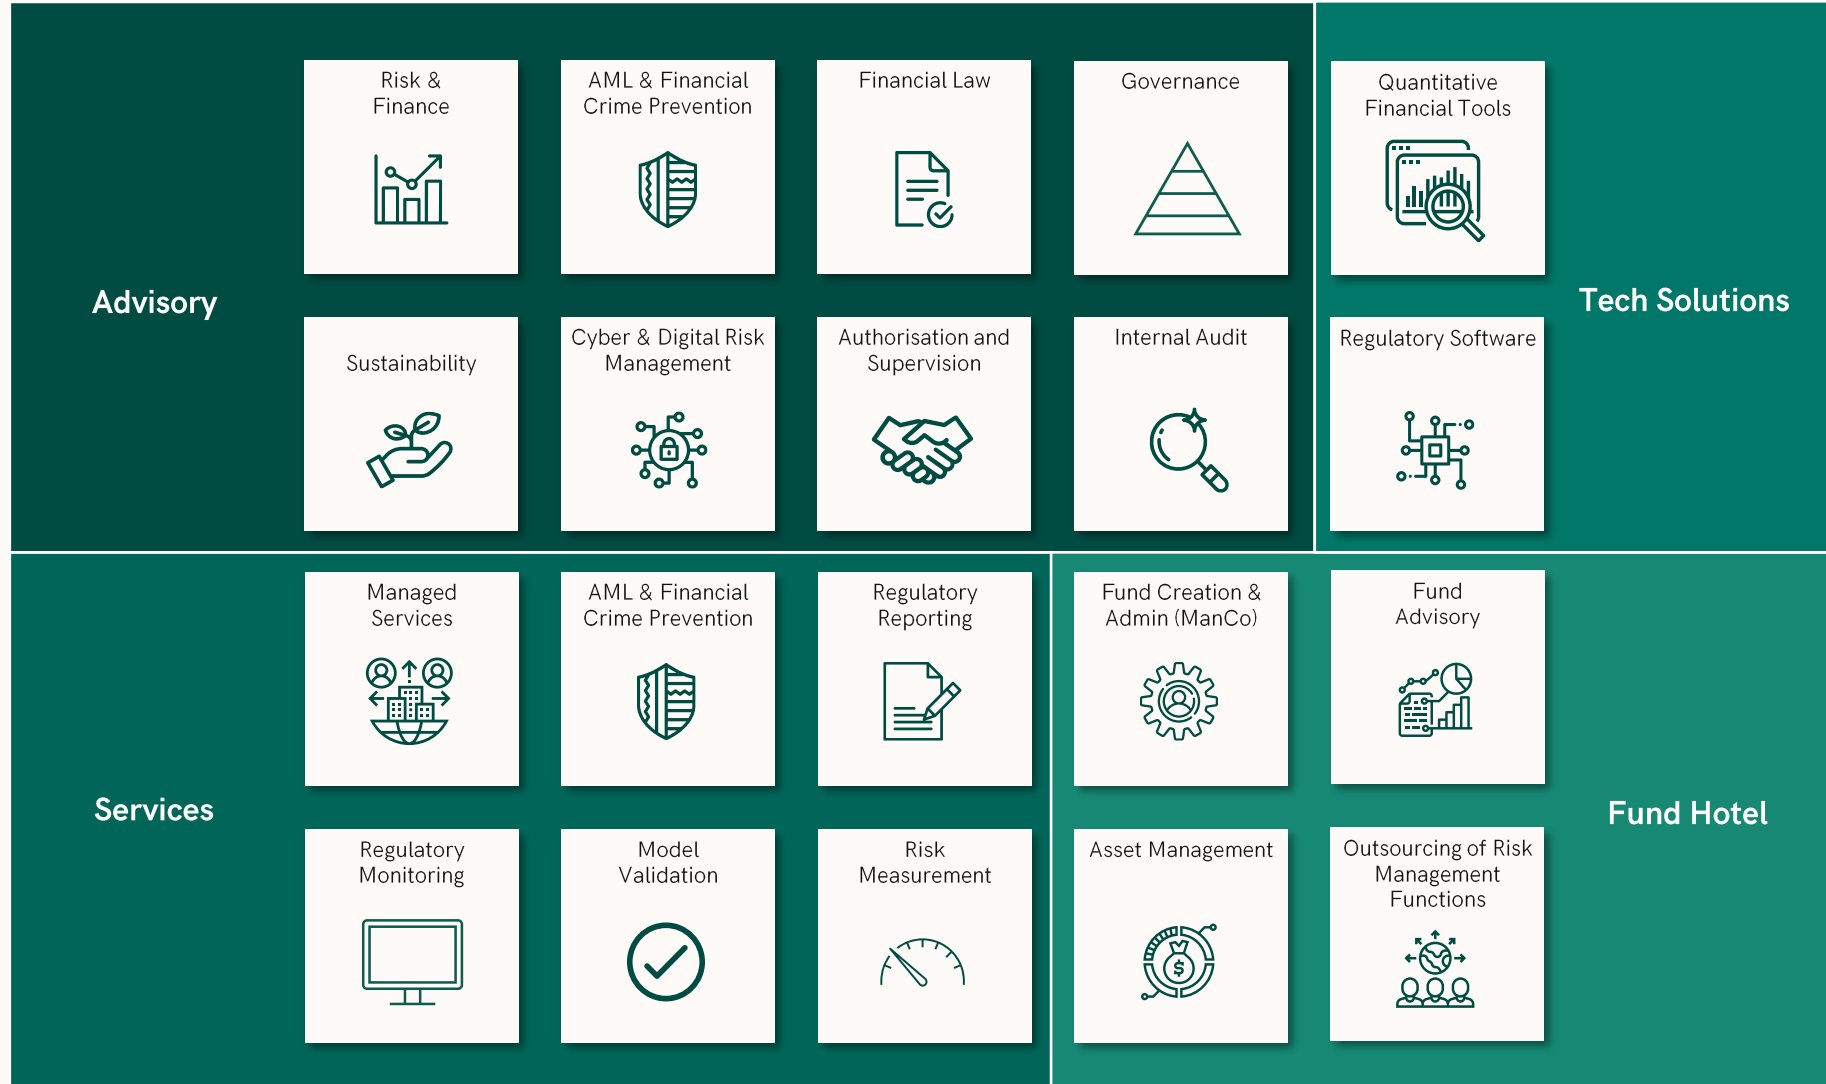 Advisory
Risk &
Finance
AML & Financial
Crime Prevention
Financial Law
Governance
Sustainability
Cyber & Digital Risk
Management
Authorisation and
Supervision
Internal Audit
Tech Solutions
Quantitative
Financial Tools
Regulatory Software
Services
Managed
Services
AML & Financial
Crime Prevention
Regulatory
Reporting
Regulatory
Monitoring
Model
Validation
Risk
Measurement
Fund Hotel
Fund Creation &
Admin (ManCo)
Fund
Advisory
Asset Management
$
Outsourcing of Risk
Management
Functions